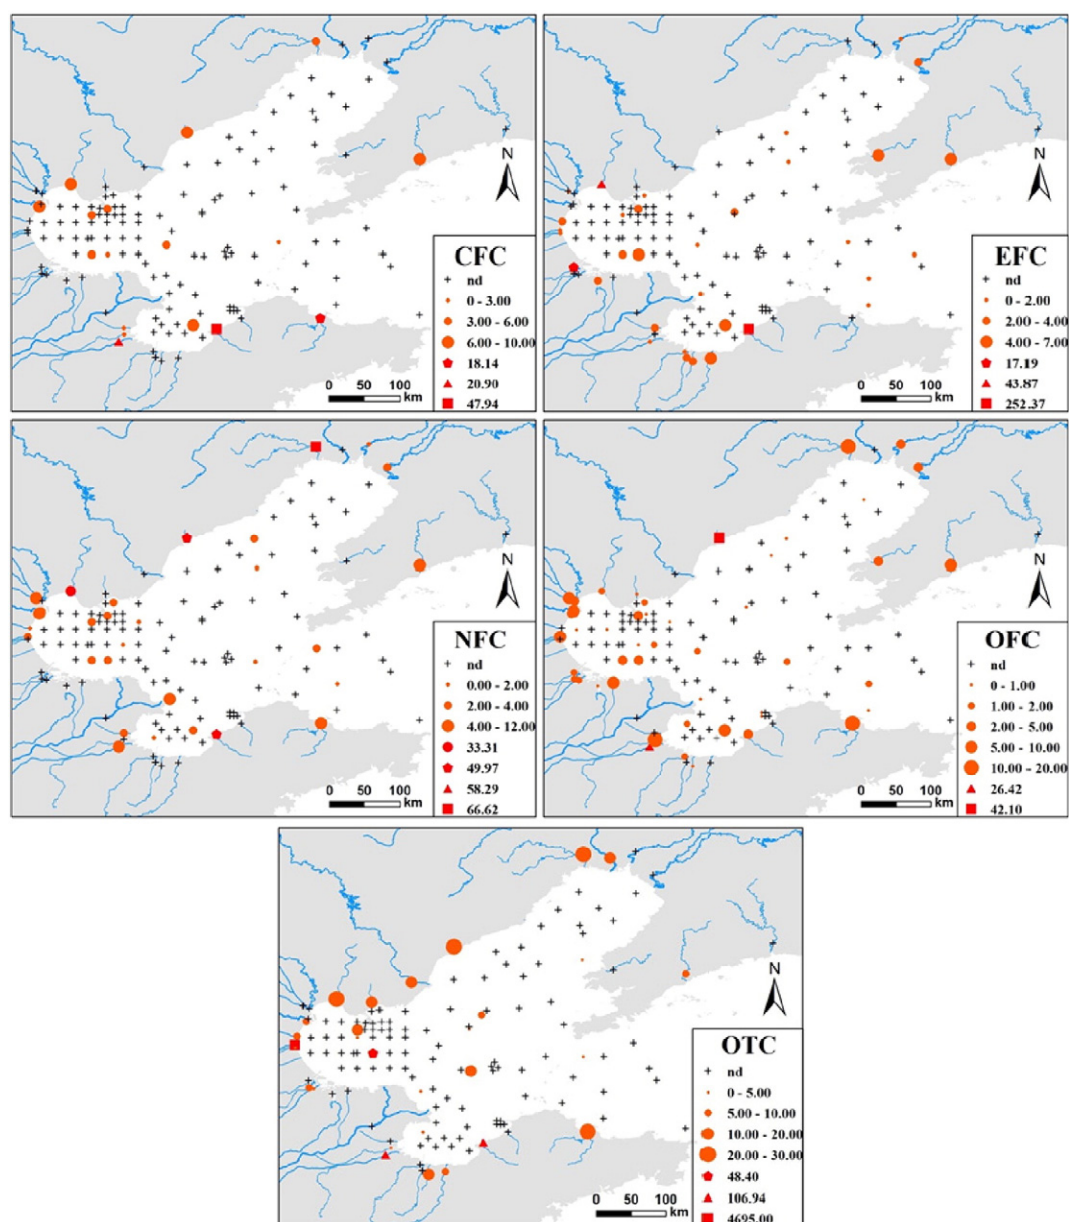 N
CFC
nd
0 - 3.00
3.00 - 6.00
6.00 - 10.00
18.14
20.90
47.94
0 50 100
km
N
EFC
nd
0 - 2.00
2.00 - 4.00
4.00 - 7.00
17.19
43.87
252.37
0 50 100
km
N
NFC
nd
0.00 - 2.00
2.00 - 4.00
4.00 - 12.00
33.31
49.97
58.29
66.62
0 50 100
km
N
OFC
nd
0 - 1.00
1.00 - 2.00
2.00 - 5.00
5.00 - 10.00
10.00 - 20.00
26.42
42.10
0 50 100
km
N
OTC
nd
0 - 5.00
5.00 - 10.00
10.00 - 20.00
20.00 - 30.00
48.40
106.94
4695.00
0 50 100
km